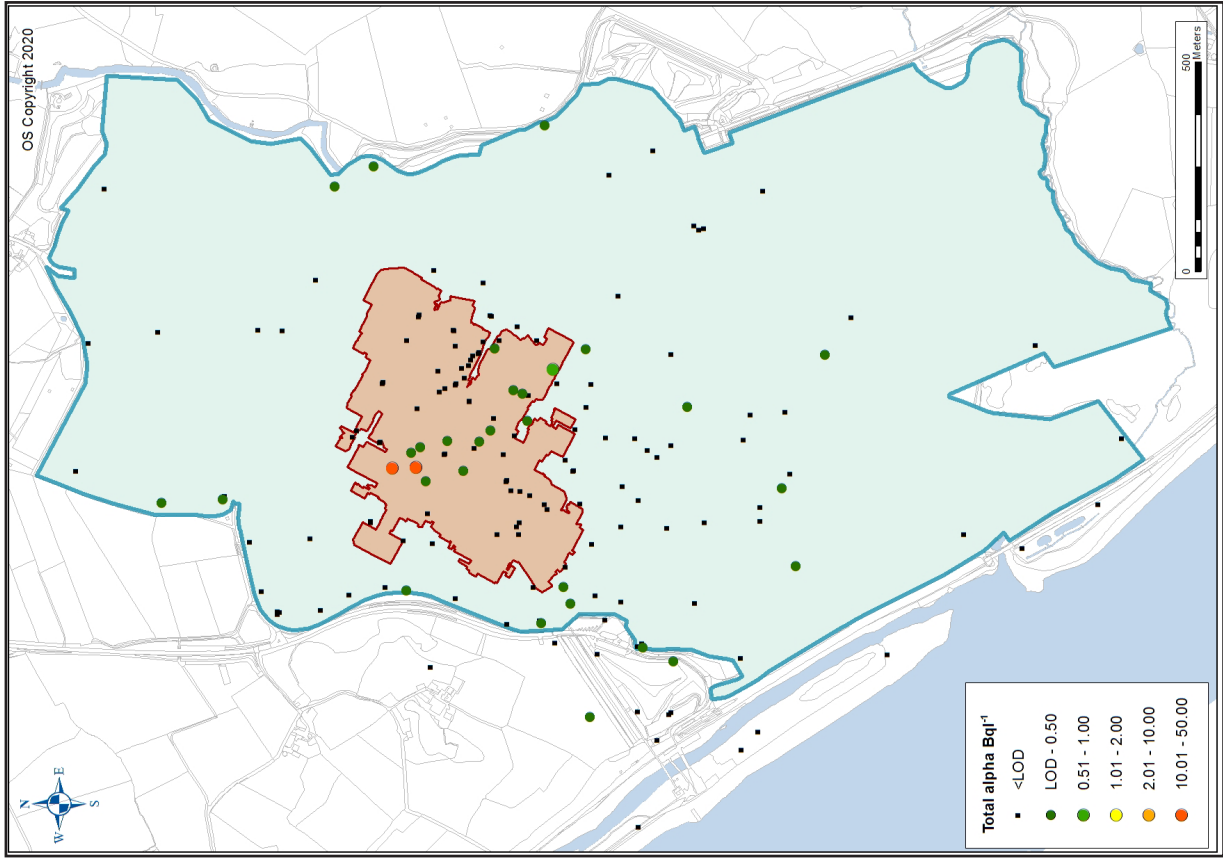 OS Copyright 2020
N
W E
S
0 500
Meters
Total alpha Bql⁻¹
<LOD
LOD - 0.50
0.51 - 1.00
1.01 - 2.00
2.01 - 10.00
10.01 - 50.00